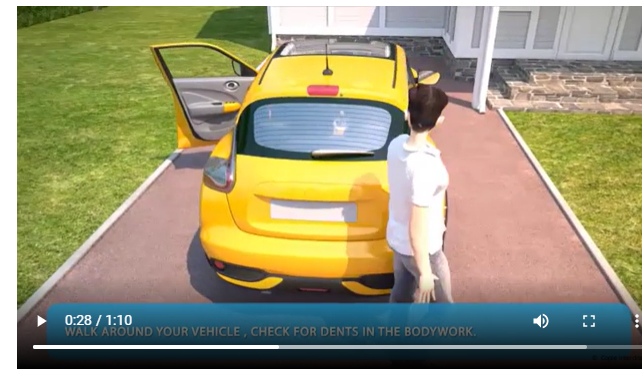 0:28 / 1:10
WALK AROUND YOUR VEHICLE , CHECK FOR DENTS IN THE BODYWORK.